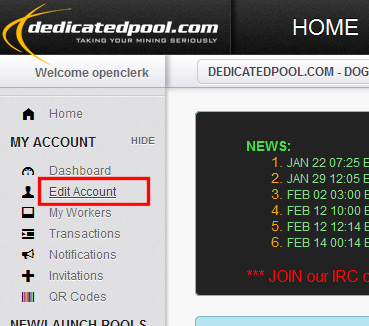 dedicatedpool.com
TAKING YOUR MINING SERIOUSLY
HOME
Welcome openclerk
DEDICATEDPOOL.COM - DOG
Home
MY ACCOUNT HIDE
Dashboard
Edit Account
My Workers
Transactions
Notifications
Invitations
QR Codes
NEW/LAUNCH POOLS
NEWS:
1. JAN 22 07:25 E
2. JAN 29 12:05 E
3. FEB 02 03:00 E
4. FEB 12 10:00 E
5. FEB 12 12:14 E
6. FEB 14 00:14 E
*** JOIN our IRC c